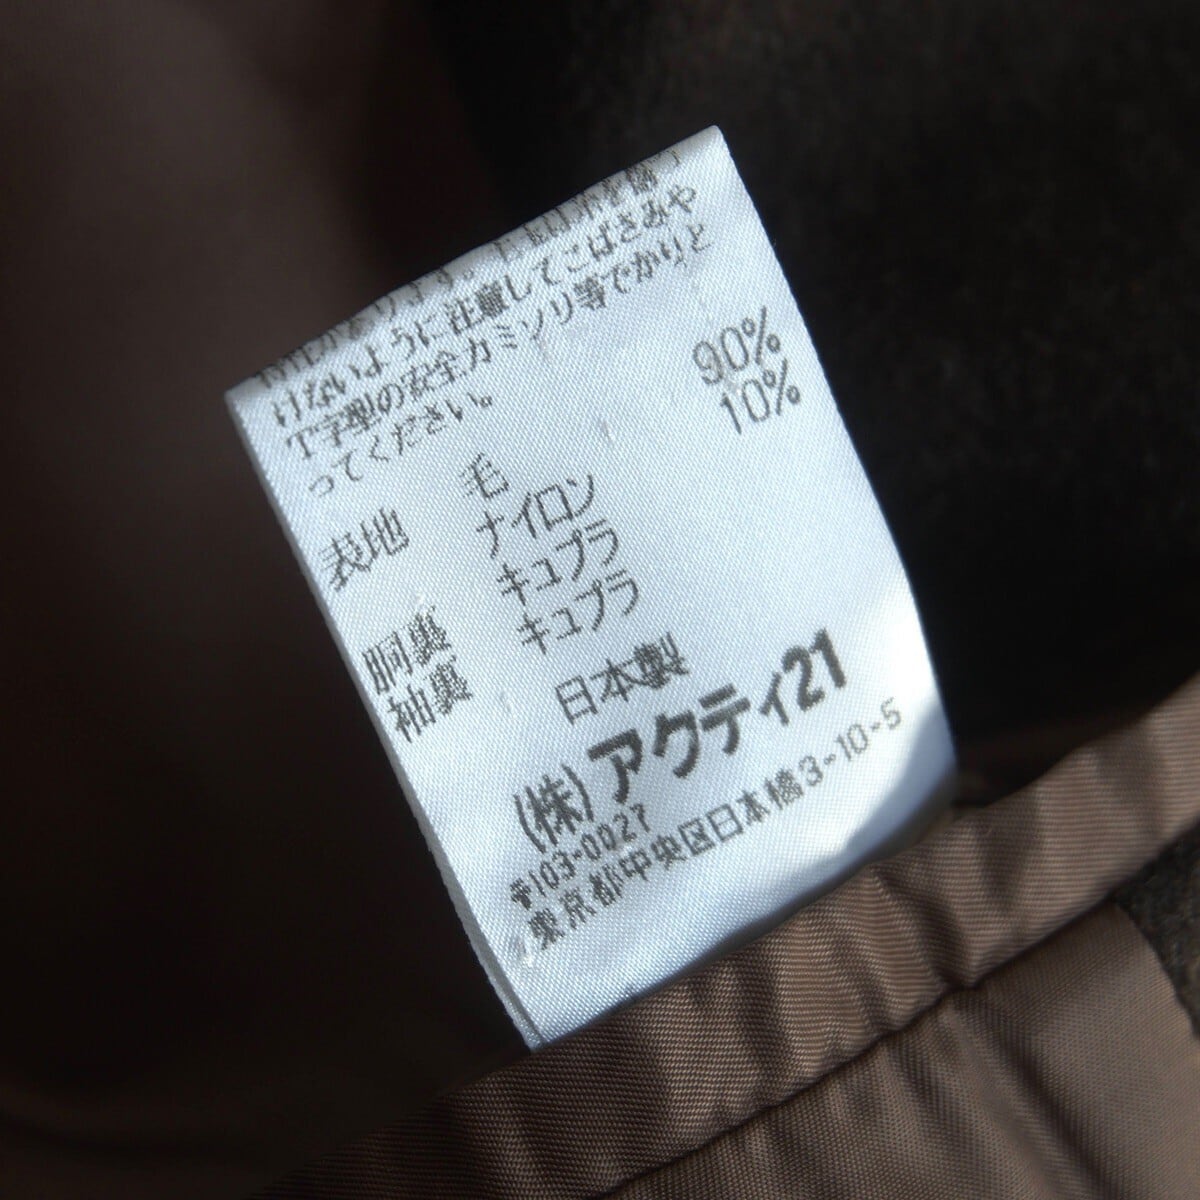 けないように注意してこばさみや
T字型の安全カミソリ等でかりと
ってください。
表地 毛 90%
ナイロン 10%
胴裏 キュプラ
袖裏 キュプラ
日本製
(株)アクティ21
〒103-0027
東京都中央区日本橋3-10-5